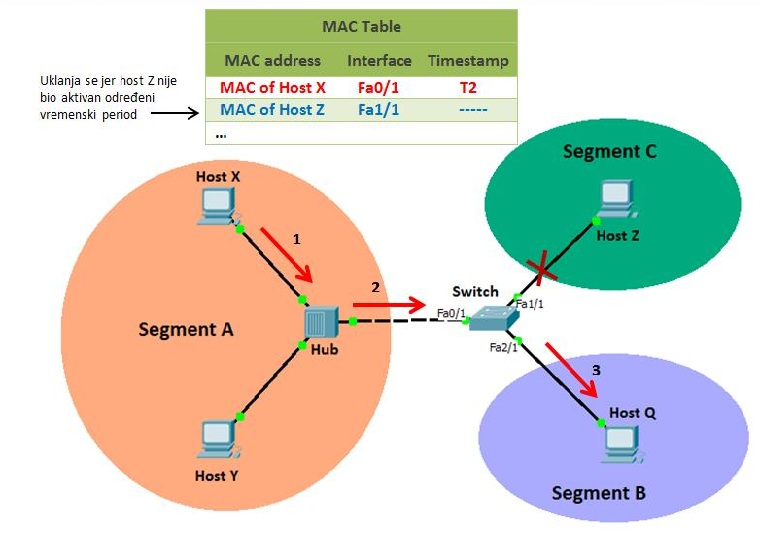 MAC Table
MAC address Interface Timestamp
MAC of Host X Fa0/1 T2
MAC of Host Z Fa1/1 -----
...
Uklanja se jer host Z nije
bio aktivan određeni
vremenski period
Segment C
Host X
Host Z
1
2
Switch
Fa1/1
Fa0/1
Segment A
Hub
Fa2/1
3
Host Q
Host Y
Segment B